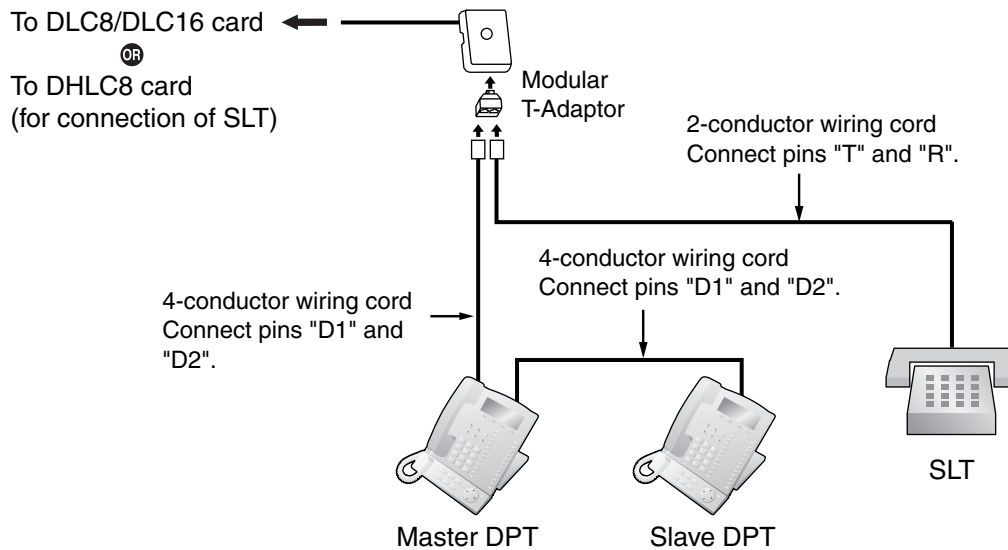 To DLC8/DLC16 card
OR
To DHLC8 card
(for connection of SLT)
Modular
T-Adaptor
2-conductor wiring cord
Connect pins "T" and "R".
4-conductor wiring cord
Connect pins "D1" and "D2".
4-conductor wiring cord
Connect pins "D1" and
"D2".
SLT
Master DPT
Slave DPT